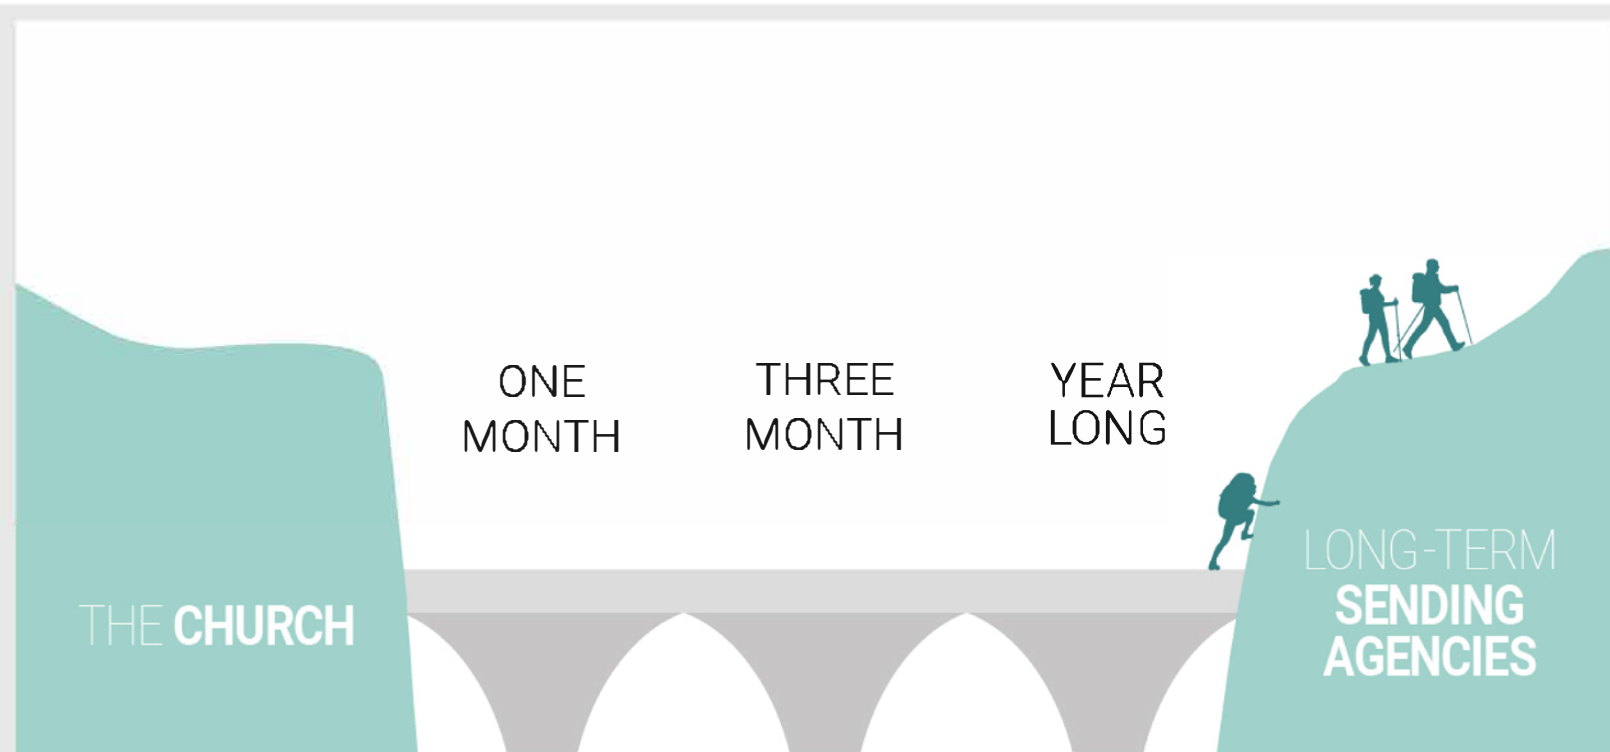 ONE
MONTH
THREE
MONTH
YEAR
LONG
THE CHURCH
LONG-TERM
SENDING
AGENCIES